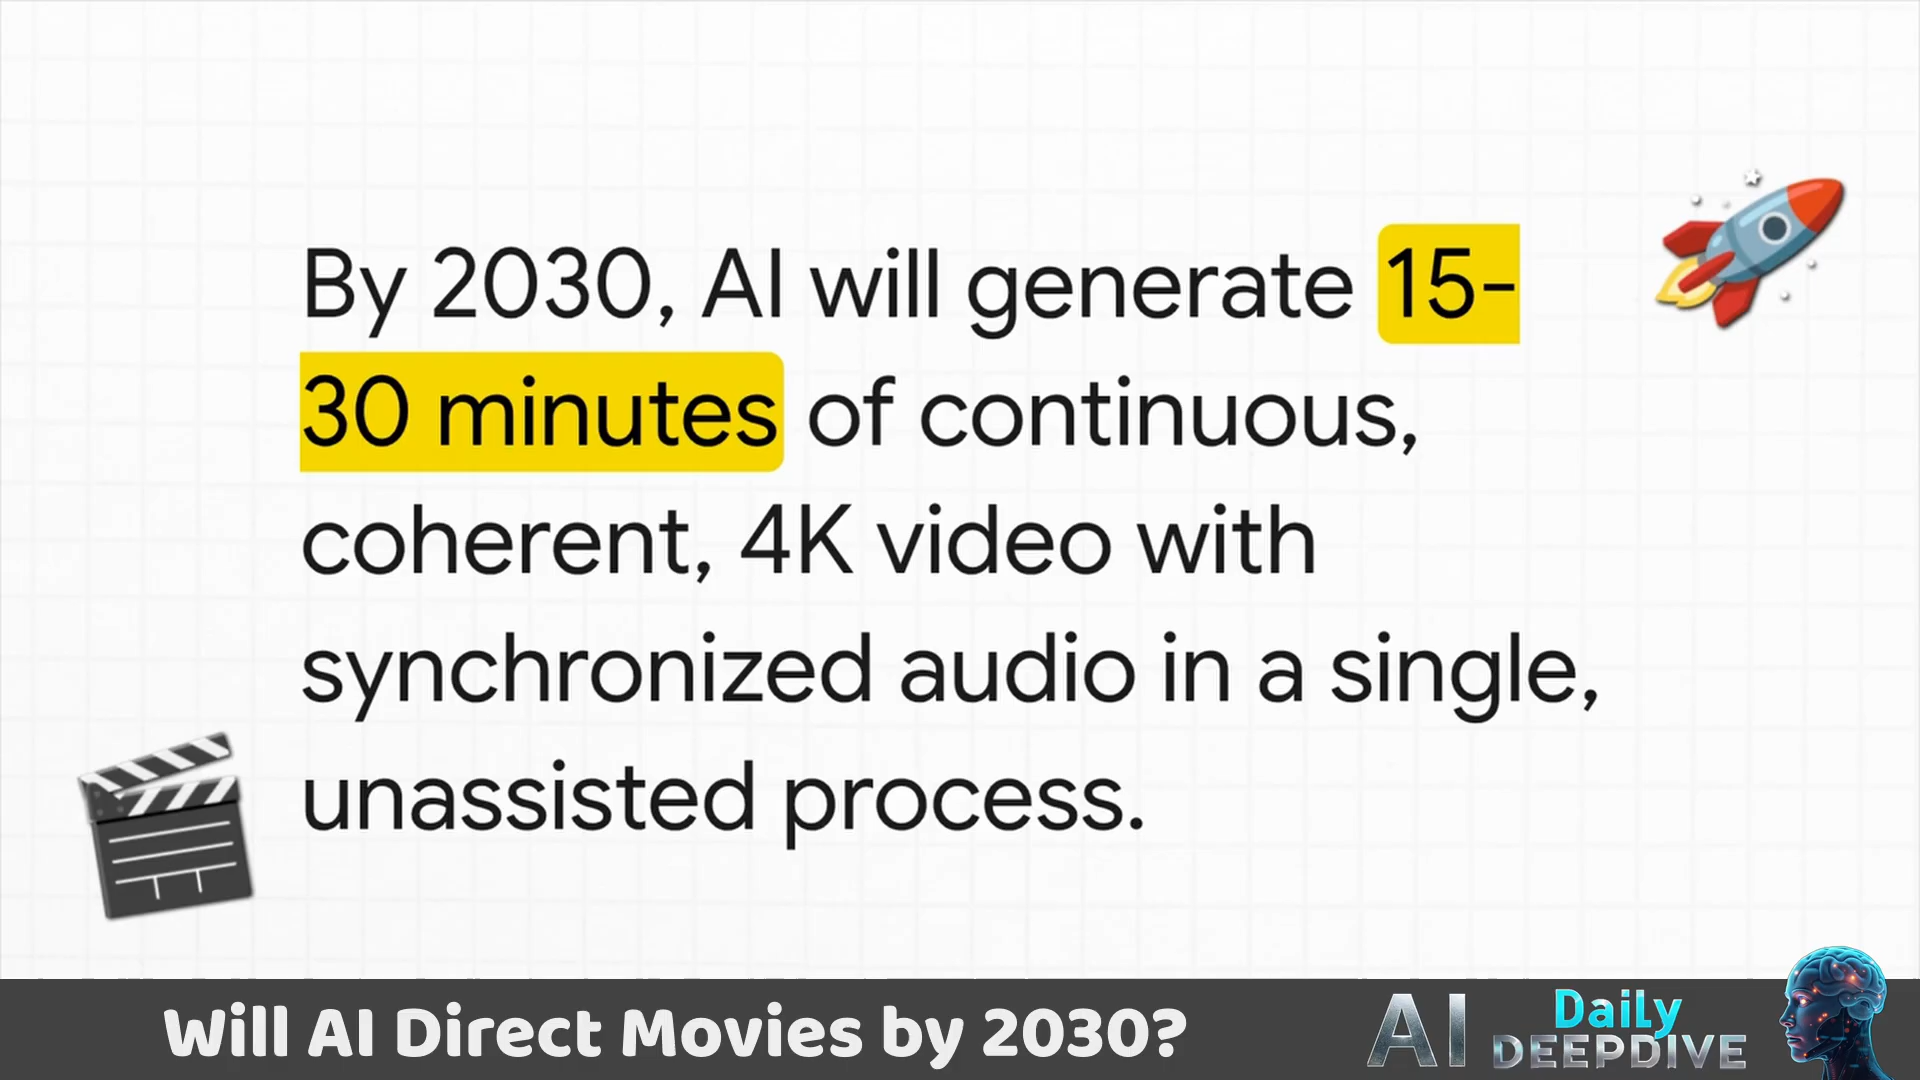 By 2030, AI will generate 15-
30 minutes of continuous,
coherent, 4K video with
synchronized audio in a single,
unassisted process.
Will AI Direct Movies by 2030?
AI Daily
DEEPDIVE